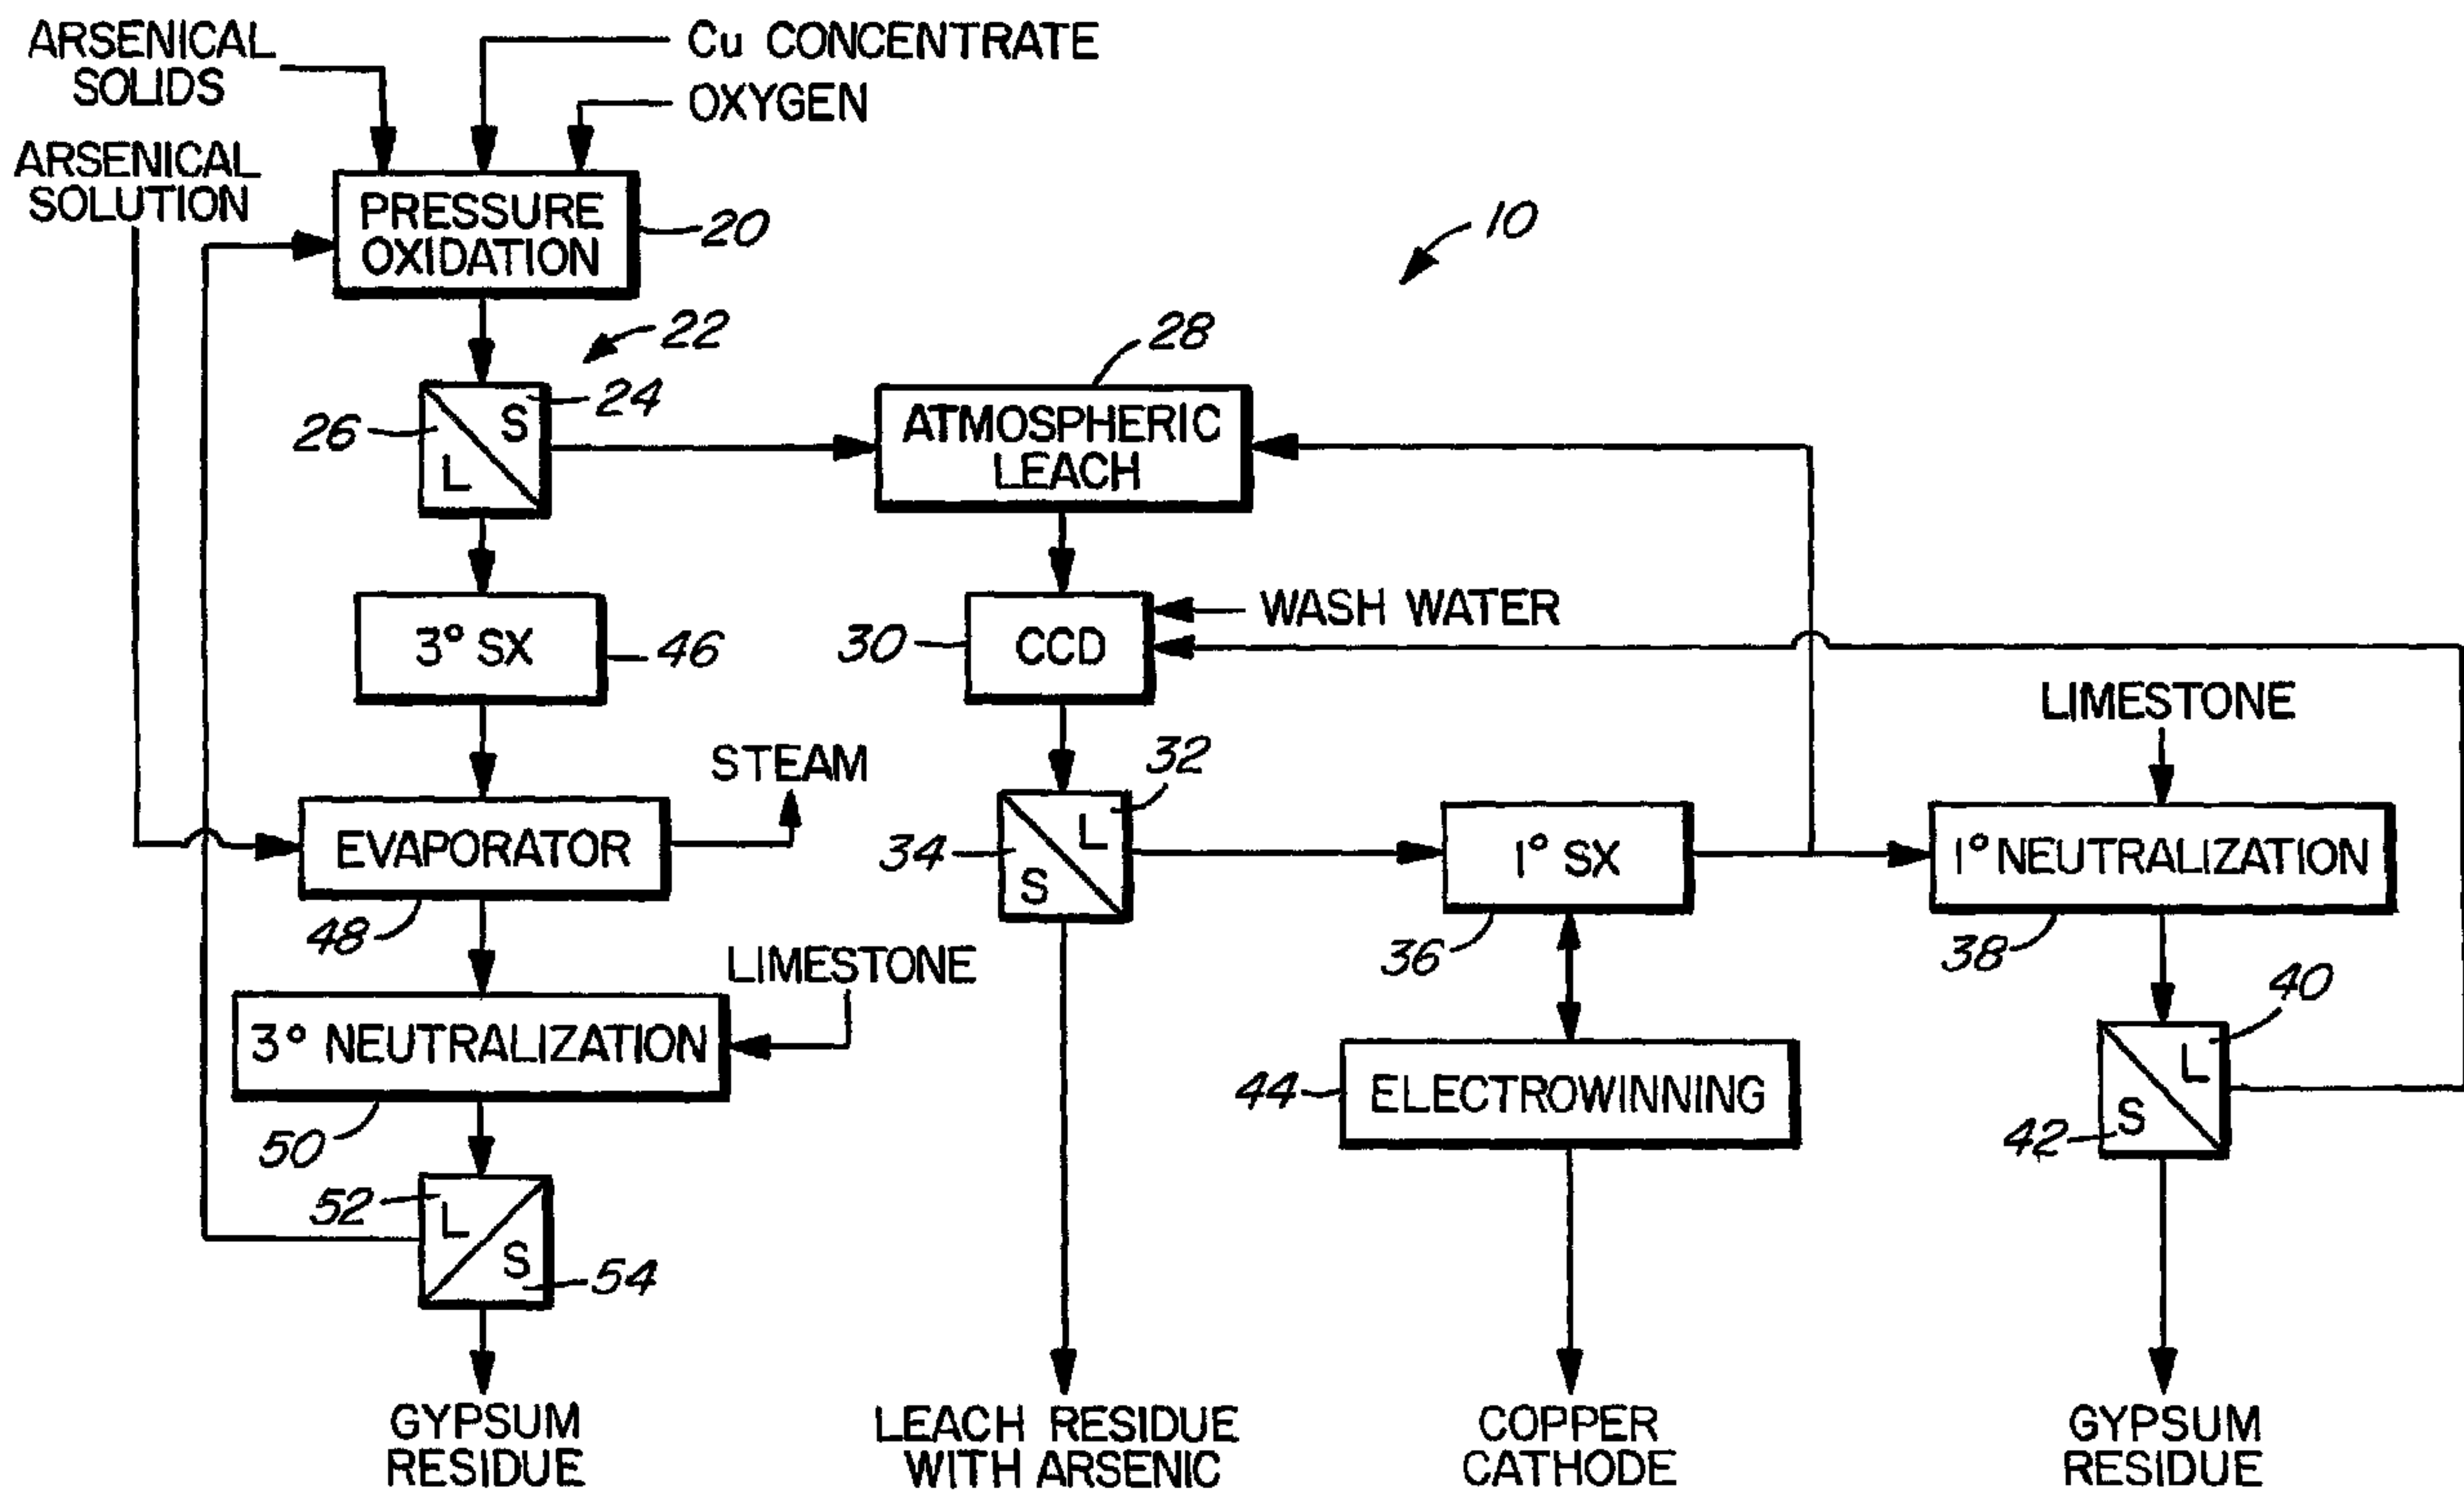 ARSENICAL
SOLIDS
Cu CONCENTRATE
OXYGEN
ARSENICAL
SOLUTION
PRESSURE
OXIDATION
20
10
22
28
S
24
26
L
ATMOSPHERIC
LEACH
3° SX
46
30
CCD
WASH WATER
LIMESTONE
STEAM
32
EVAPORATOR
48
34
L
S
1° SX
36
1° NEUTRALIZATION
38
LIMESTONE
3° NEUTRALIZATION
50
44
ELECTROWINNING
40
L
S
42
52
L
S
54
GYPSUM
RESIDUE
LEACH RESIDUE
WITH ARSENIC
COPPER
CATHODE
GYPSUM
RESIDUE